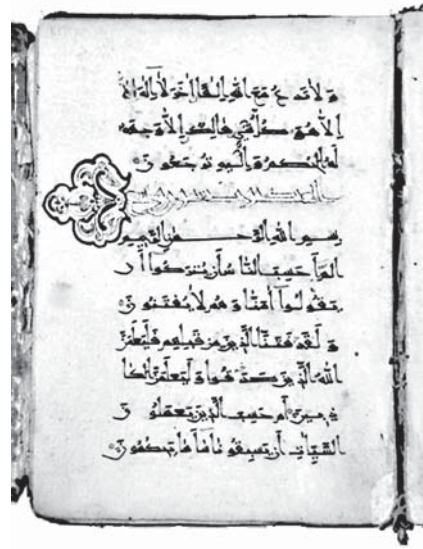 ولا تدع مع الله الها اخر لا اله
الا هو كل شي هالك الا وجهه
له الحكم واليه ترجعون
بسم الله الرحمن الرحيم
الم احسب الناس ان يتركوا ان
يقولوا امنا وهم لا يفتنون
ولقد فتنا الذين من قبلهم فليعلمن
الله الذين صدقوا وليعلمن الكا
ذبين ام حسب الذين يعملون
السيات ان يسبقونا سا ما يحكمون